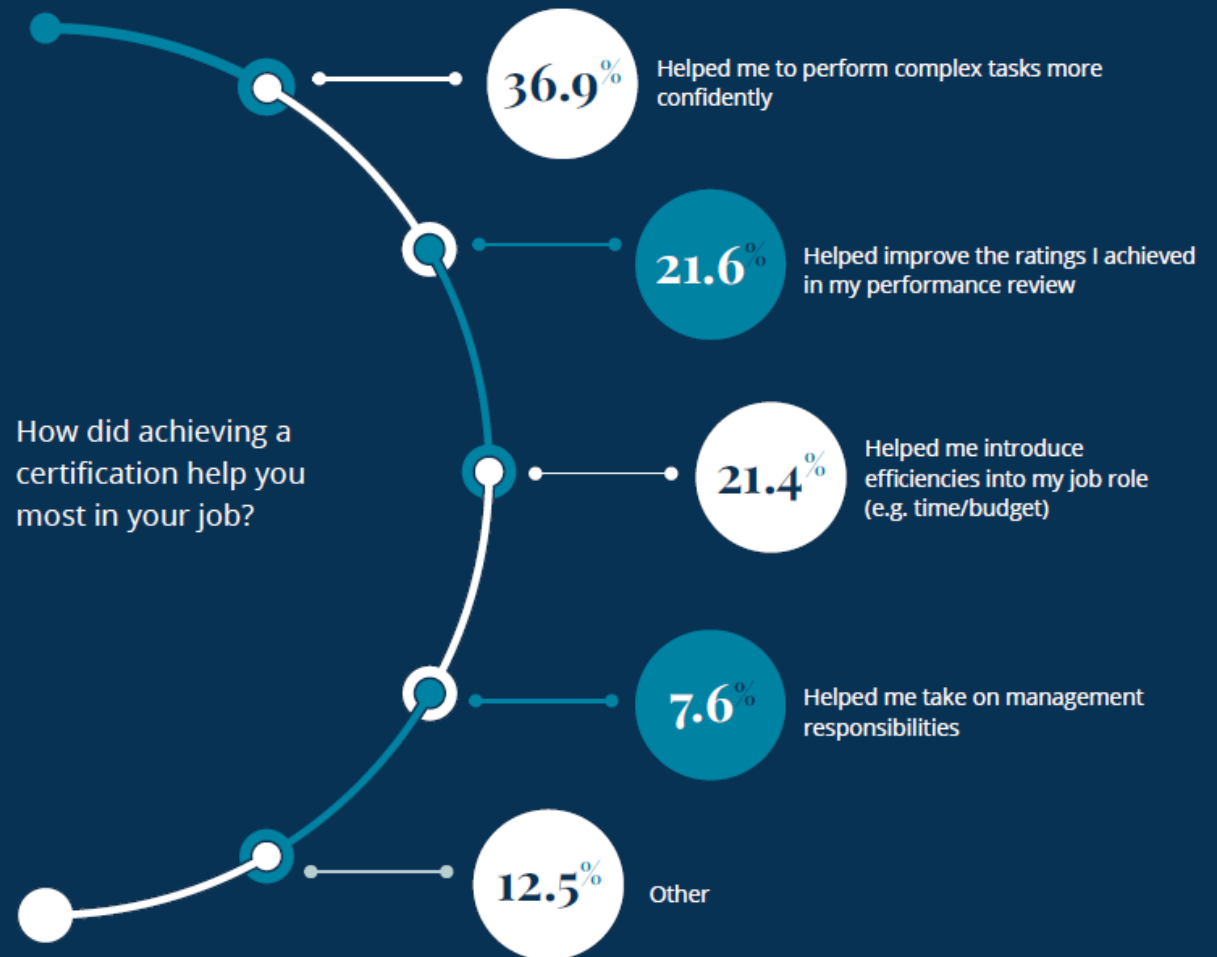 36.9%
Helped me to perform complex tasks more
confidently
21.6%
Helped improve the ratings I achieved
in my performance review
How did achieving a
certification help you
most in your job?
21.4%
Helped me introduce
efficiencies into my job role
(e.g. time/budget)
7.6%
Helped me take on management
responsibilities
12.5%
Other